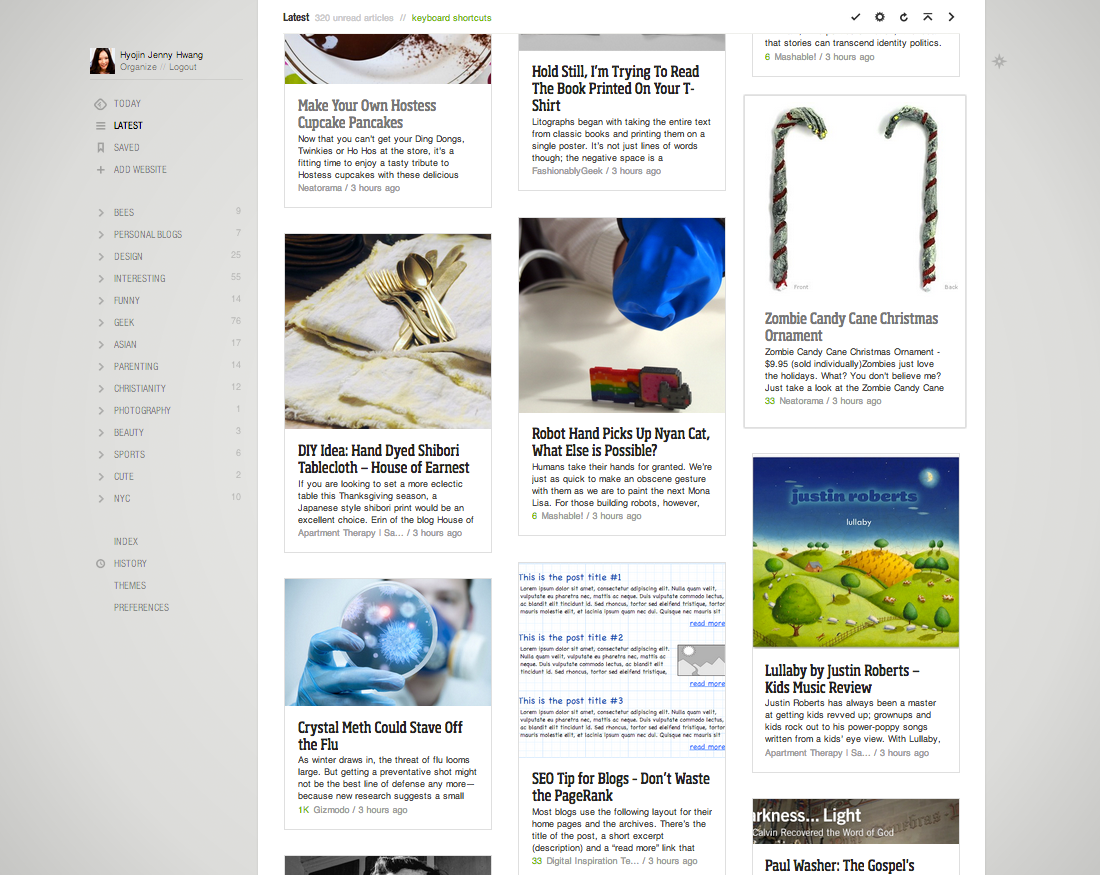 Latest 320 unread articles // keyboard shortcuts
Hyojin Jenny Hwang
Organize // Logout
TODAY
LATEST
SAVED
ADD WEBSITE
BEES 9
PERSONAL BLOGS 7
DESIGN 25
INTERESTING 55
FUNNY 14
GEEK 76
ASIAN 17
PARENTING 14
CHRISTIANITY 12
PHOTOGRAPHY 1
BEAUTY 3
SPORTS 6
CUTE 2
NYC 10
INDEX
HISTORY
THEMES
PREFERENCES
Make Your Own Hostess
Cupcake Pancakes
Now that you can't get your Ding Dongs,
Twinkies or Ho Hos at the store, it's a
fitting time to enjoy a tasty tribute to
Hostess cupcakes with these delicious
Neatorama / 3 hours ago
DIY Idea: Hand Dyed Shibori
Tablecloth – House of Earnest
If you are looking to set a more eclectic
table this Thanksgiving season, a
Japanese style shibori print would be an
excellent choice. Erin of the blog House of
Apartment Therapy | Sa... / 3 hours ago
Crystal Meth Could Stave Off
the Flu
As winter draws in, the threat of flu looms
large. But getting a preventative shot might
not be the best line of defense any more—
because new research suggests a small
1K Gizmodo / 3 hours ago
Hold Still, I'm Trying To Read
The Book Printed On Your T-
Shirt
Litographs began with taking the entire text
from classic books and printing them on a
single poster. It's not just lines of words
though; the negative space is a
FashionablyGeek / 3 hours ago
Robot Hand Picks Up Nyan Cat,
What Else is Possible?
Humans take their hands for granted. We're
just as quick to make an obscene gesture
with them as we are to paint the next Mona
Lisa. For those building robots, however,
6 Mashable! / 3 hours ago
This is the post title #1
Lorem ipsum dolor sit amet, consectetur adipiscing elit. Nulla quam velit,
vulputate eu pharetra nec, mattis ac neque. Duis vulputate commodo lectus,
ac blandit elit tincidunt id. Sed rhoncus, tortor sed eleifend tristique, tortor
mauris molestie elit, et lacinia ipsum quam nec dui. Quisque nec mauris sit
read more
This is the post title #2
Lorem ipsum dolor sit amet, consectetur adipiscing elit.
Nulla quam velit, vulputate eu pharetra nec, mattis ac
neque. Duis vulputate commodo lectus, ac blandit elit
tincidunt id. Sed rhoncus, tortor sed eleifend tristique,
read more
This is the post title #3
Lorem ipsum dolor sit amet, consectetur adipiscing elit. Nulla quam velit,
vulputate eu pharetra nec, mattis ac neque. Duis vulputate commodo lectus,
ac blandit elit tincidunt id. Sed rhoncus, tortor sed eleifend tristique, tortor
mauris molestie elit, et lacinia ipsum quam nec dui. Quisque nec mauris sit
read more
SEO Tip for Blogs - Don't Waste
the PageRank
Most blogs use the following layout for their
home pages and the archives. There's the
title of the post, a short excerpt
(description) and a "read more" link that
33 Digital Inspiration Te... / 3 hours ago
that stories can transcend identity politics.
6 Mashable! / 3 hours ago
Front Back
Zombie Candy Cane Christmas
Ornament
Zombie Candy Cane Christmas Ornament -
$9.95 (sold individually)Zombies just love
the holidays. What? You don't believe me?
Just take a look at the Zombie Candy Cane
33 Neatorama / 3 hours ago
justin roberts
lullaby
Lullaby by Justin Roberts –
Kids Music Review
Justin Roberts has always been a master
at getting kids revved up; grownups and
kids rock out to his power-poppy songs
written from a kids' eye view. With Lullaby,
Apartment Therapy | Sa... / 3 hours ago
rkness... Light
Calvin Recovered the Word of God
Paul Washer: The Gospel's